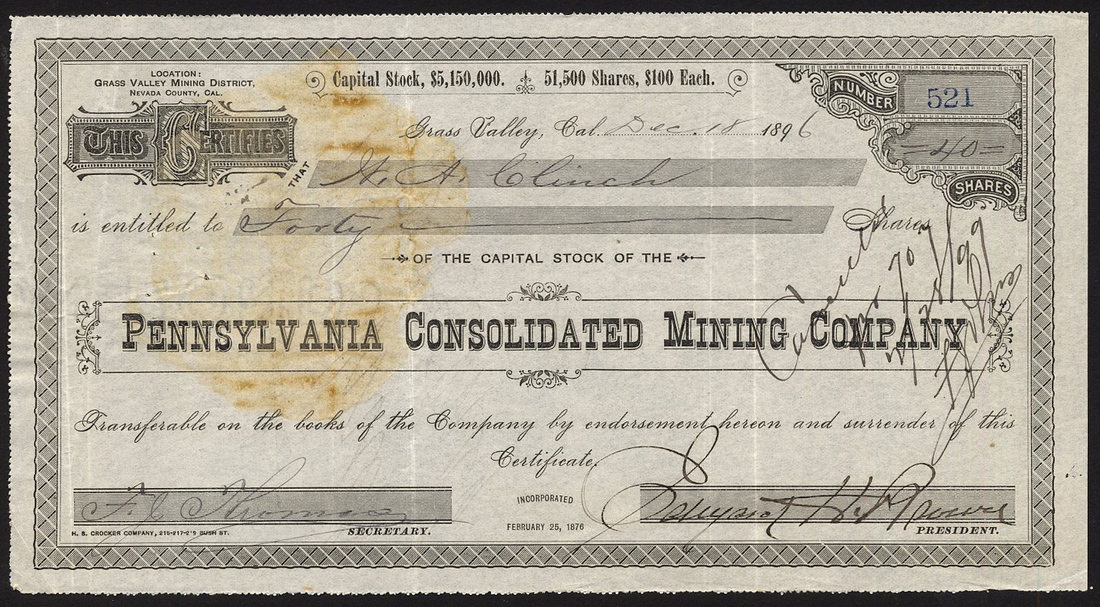 LOCATION:
GRASS VALLEY MINING DISTRICT,
NEVADA COUNTY, CAL.
Capital Stock, $5,150,000. 51,500 Shares, $100 Each.
NUMBER 521
Grass Valley, Cal. Dec. 18 1896
=40=
SHARES
THIS CERTIFIES
THAT A. Clinch
is entitled to Forty Shares
OF THE CAPITAL STOCK OF THE
PENNSYLVANIA CONSOLIDATED MINING COMPANY
Transferable on the books of the Company by endorsement hereon and surrender of this
Certificate.
INCORPORATED
FEBRUARY 25, 1876
F. C. Thomas
SECRETARY.
PRESIDENT.
H. S. CROCKER COMPANY, 215-217-219 BUSH ST.